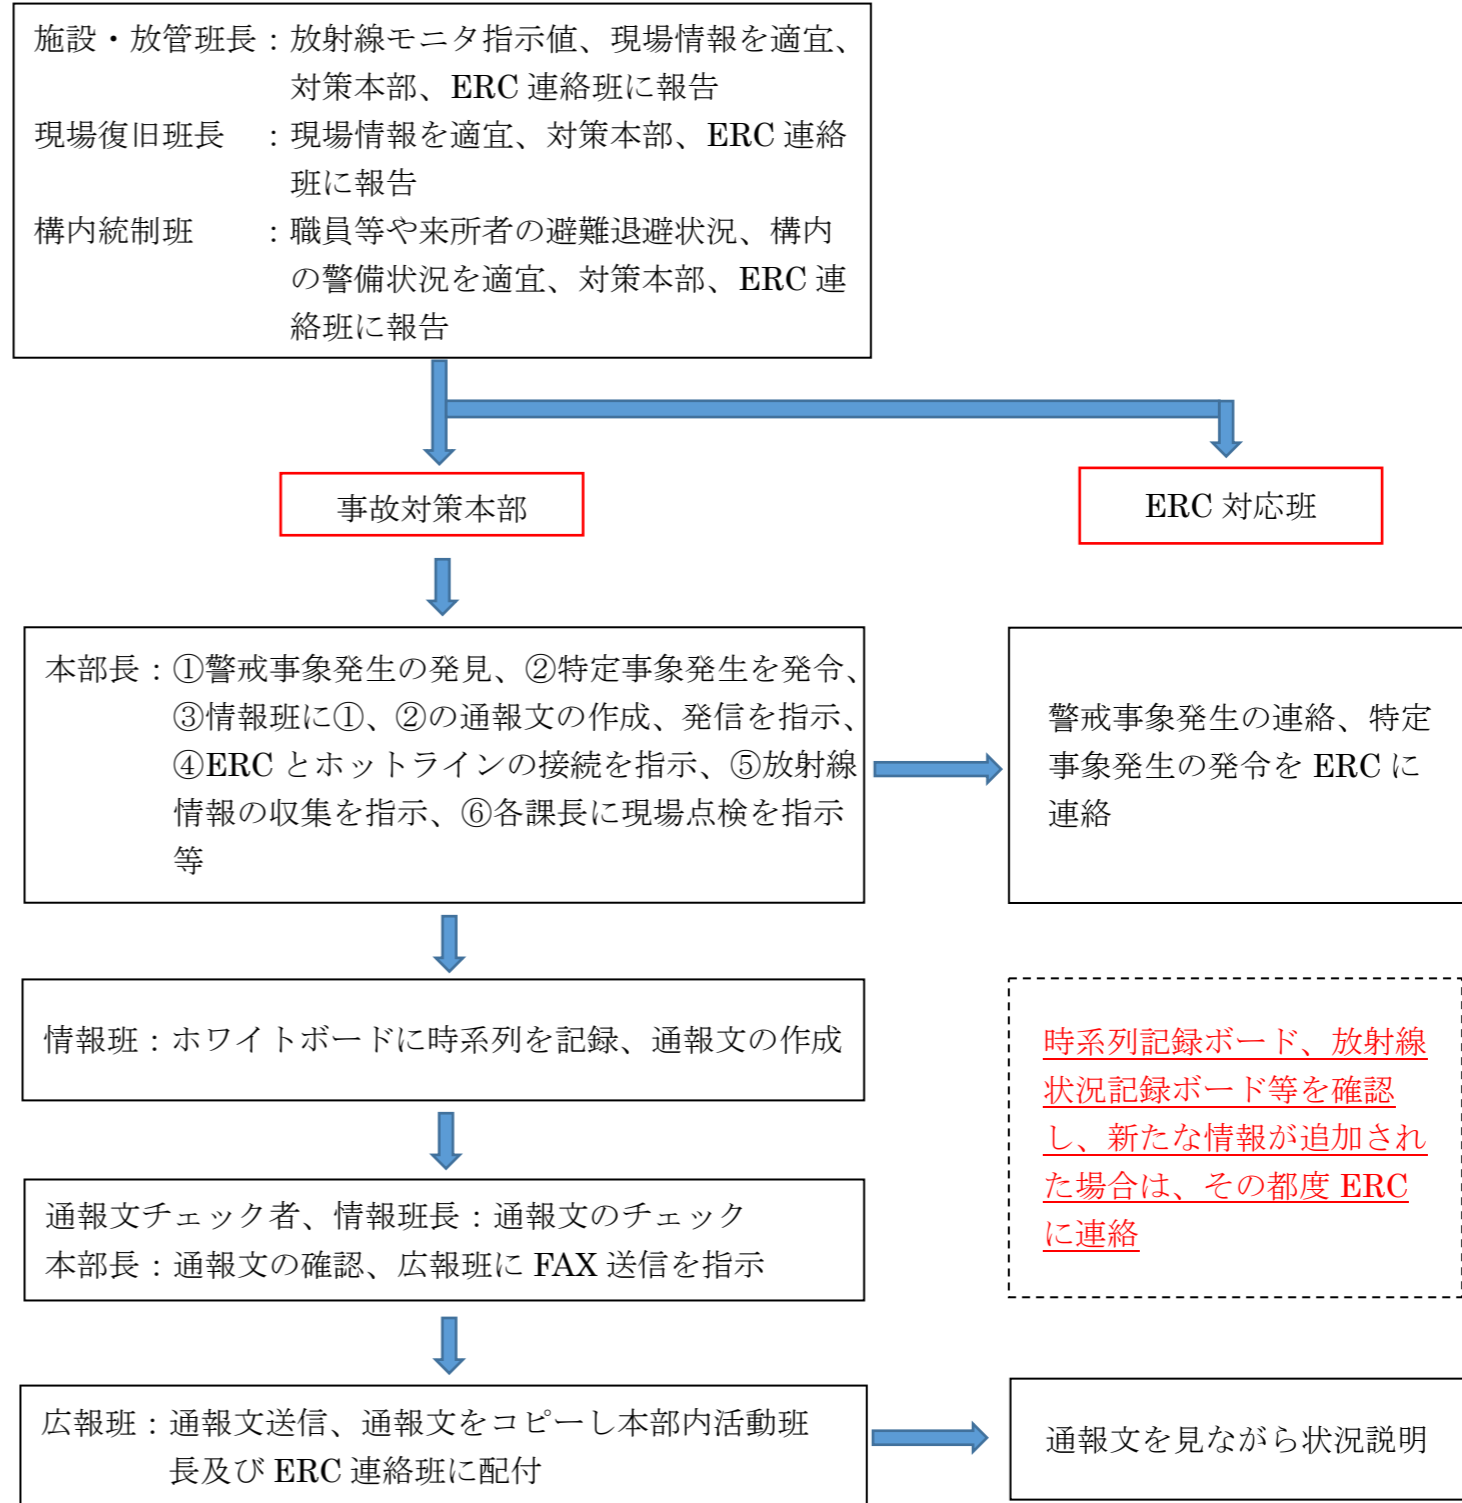 施設・放管班長：放射線モニタ指示値、現場情報を適宜、
対策本部、ERC 連絡班に報告
現場復旧班長　：現場情報を適宜、対策本部、ERC 連絡
班に報告
構内統制班　　：職員等や来所者の避難退避状況、構内
の警備状況を適宜、対策本部、ERC 連
絡班に報告
事故対策本部
ERC 対応班
本部長：①警戒事象発生の発見、②特定事象発生を発令、
③情報班に①、②の通報文の作成、発信を指示、
④ERC とホットラインの接続を指示、⑤放射線
情報の収集を指示、⑥各課長に現場点検を指示
等
警戒事象発生の連絡、特定
事象発生の発令を ERC に
連絡
情報班：ホワイトボードに時系列を記録、通報文の作成
時系列記録ボード、放射線
状況記録ボード等を確認
し、新たな情報が追加され
た場合は、その都度 ERC
に連絡
通報文チェック者、情報班長：通報文のチェック
本部長：通報文の確認、広報班に FAX 送信を指示
広報班：通報文送信、通報文をコピーし本部内活動班
長及び ERC 連絡班に配付
通報文を見ながら状況説明